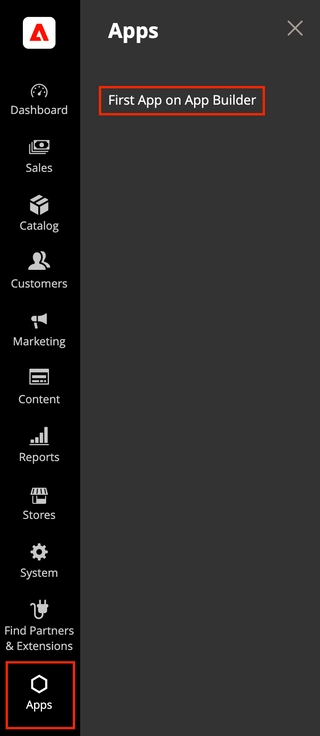 Apps
First App on App Builder
Dashboard
Sales
Catalog
Customers
Marketing
Content
Reports
Stores
System
Find Partners
& Extensions
Apps